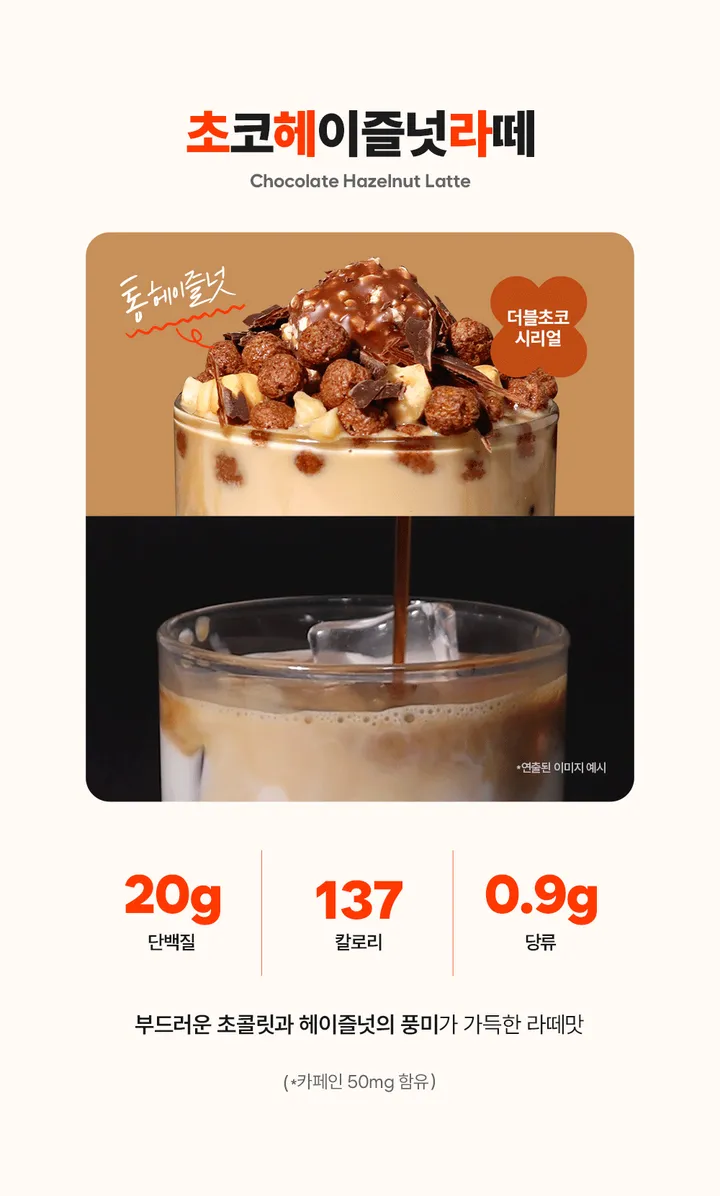 초코헤이즐넛라떼
Chocolate Hazelnut Latte
통헤이즐넛
더블초코
시리얼
*연출된 이미지 예시
20g
단백질
137
칼로리
0.9g
당류
부드러운 초콜릿과 헤이즐넛의 풍미가 가득한 라떼맛
(*카페인 50mg 함유)